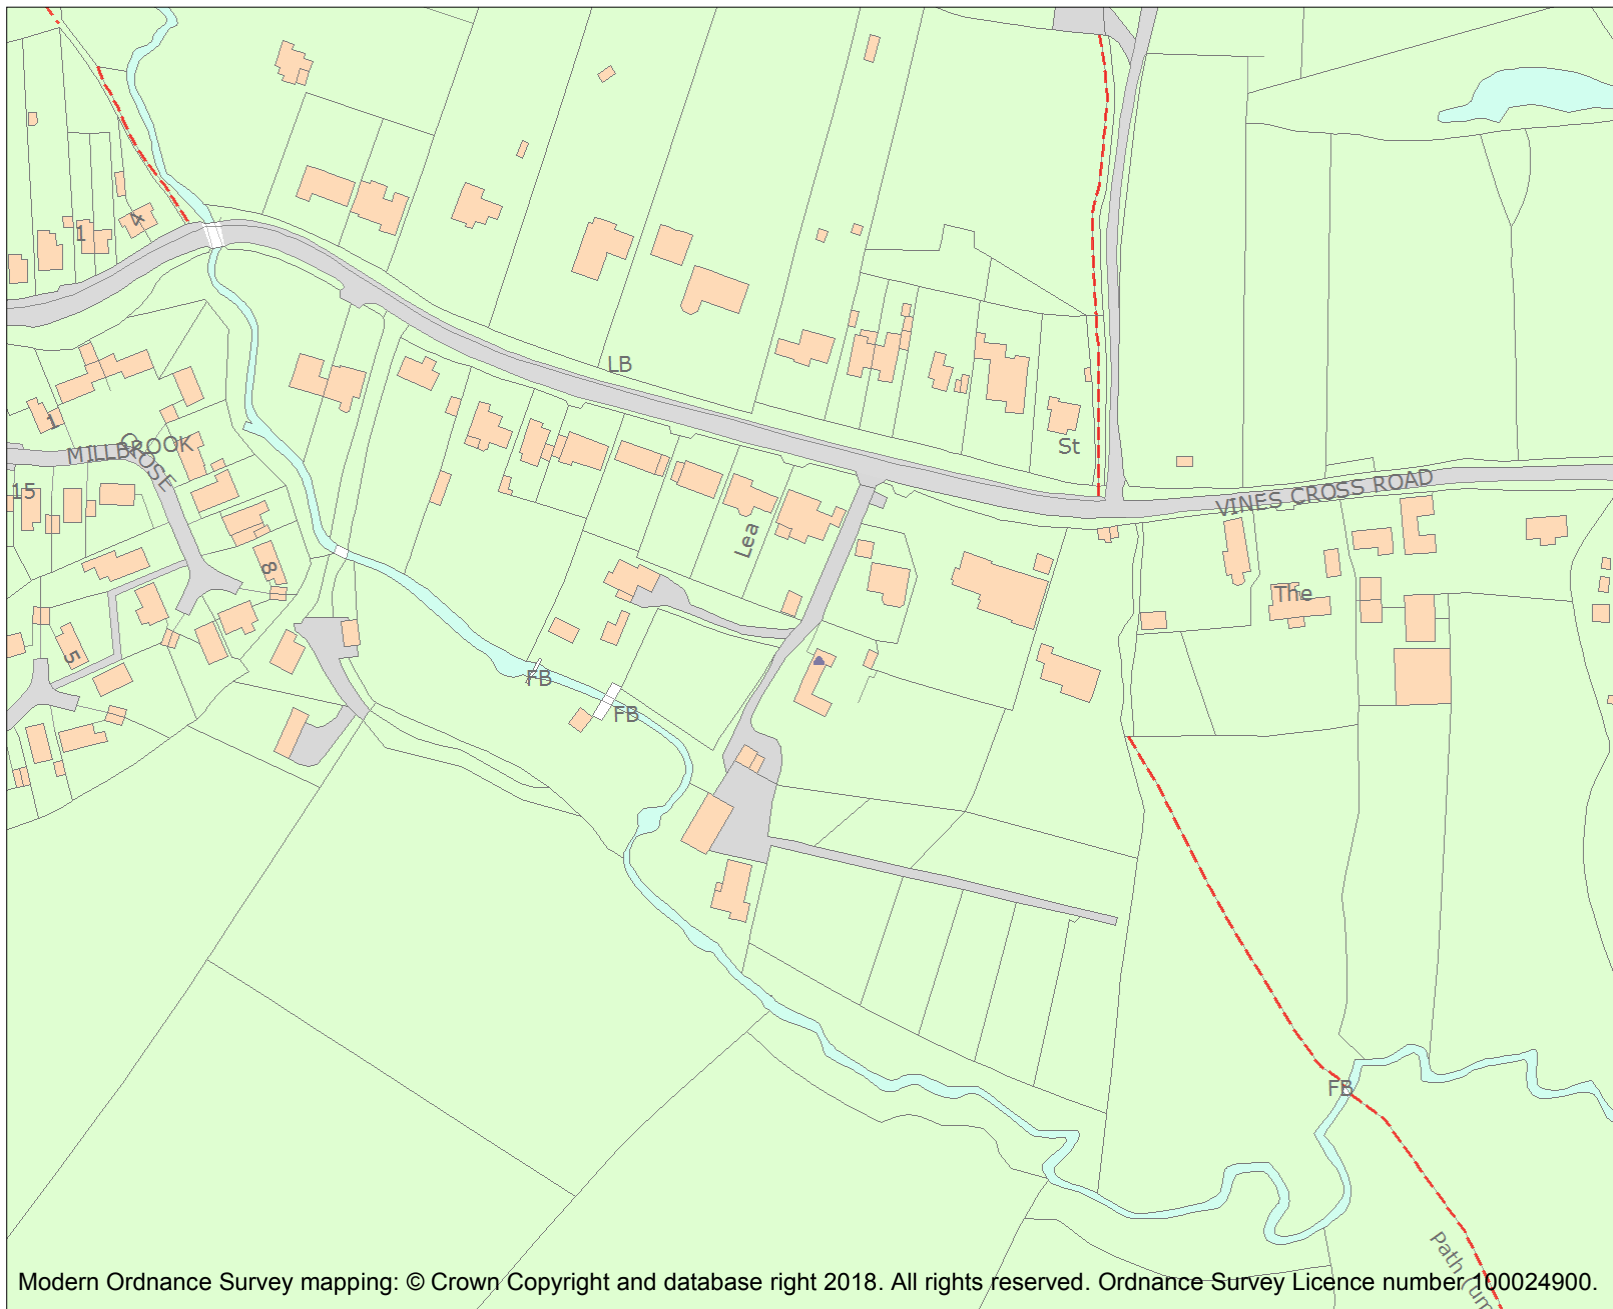 4
1
LB
1
MILLBROOK
CLOSE
St
15
VINES CROSS ROAD
Lea
8
The
5
FB
FB
FB
Path (um
Modern Ordnance Survey mapping: © Crown Copyright and database right 2018. All rights reserved. Ordnance Survey Licence number 100024900.